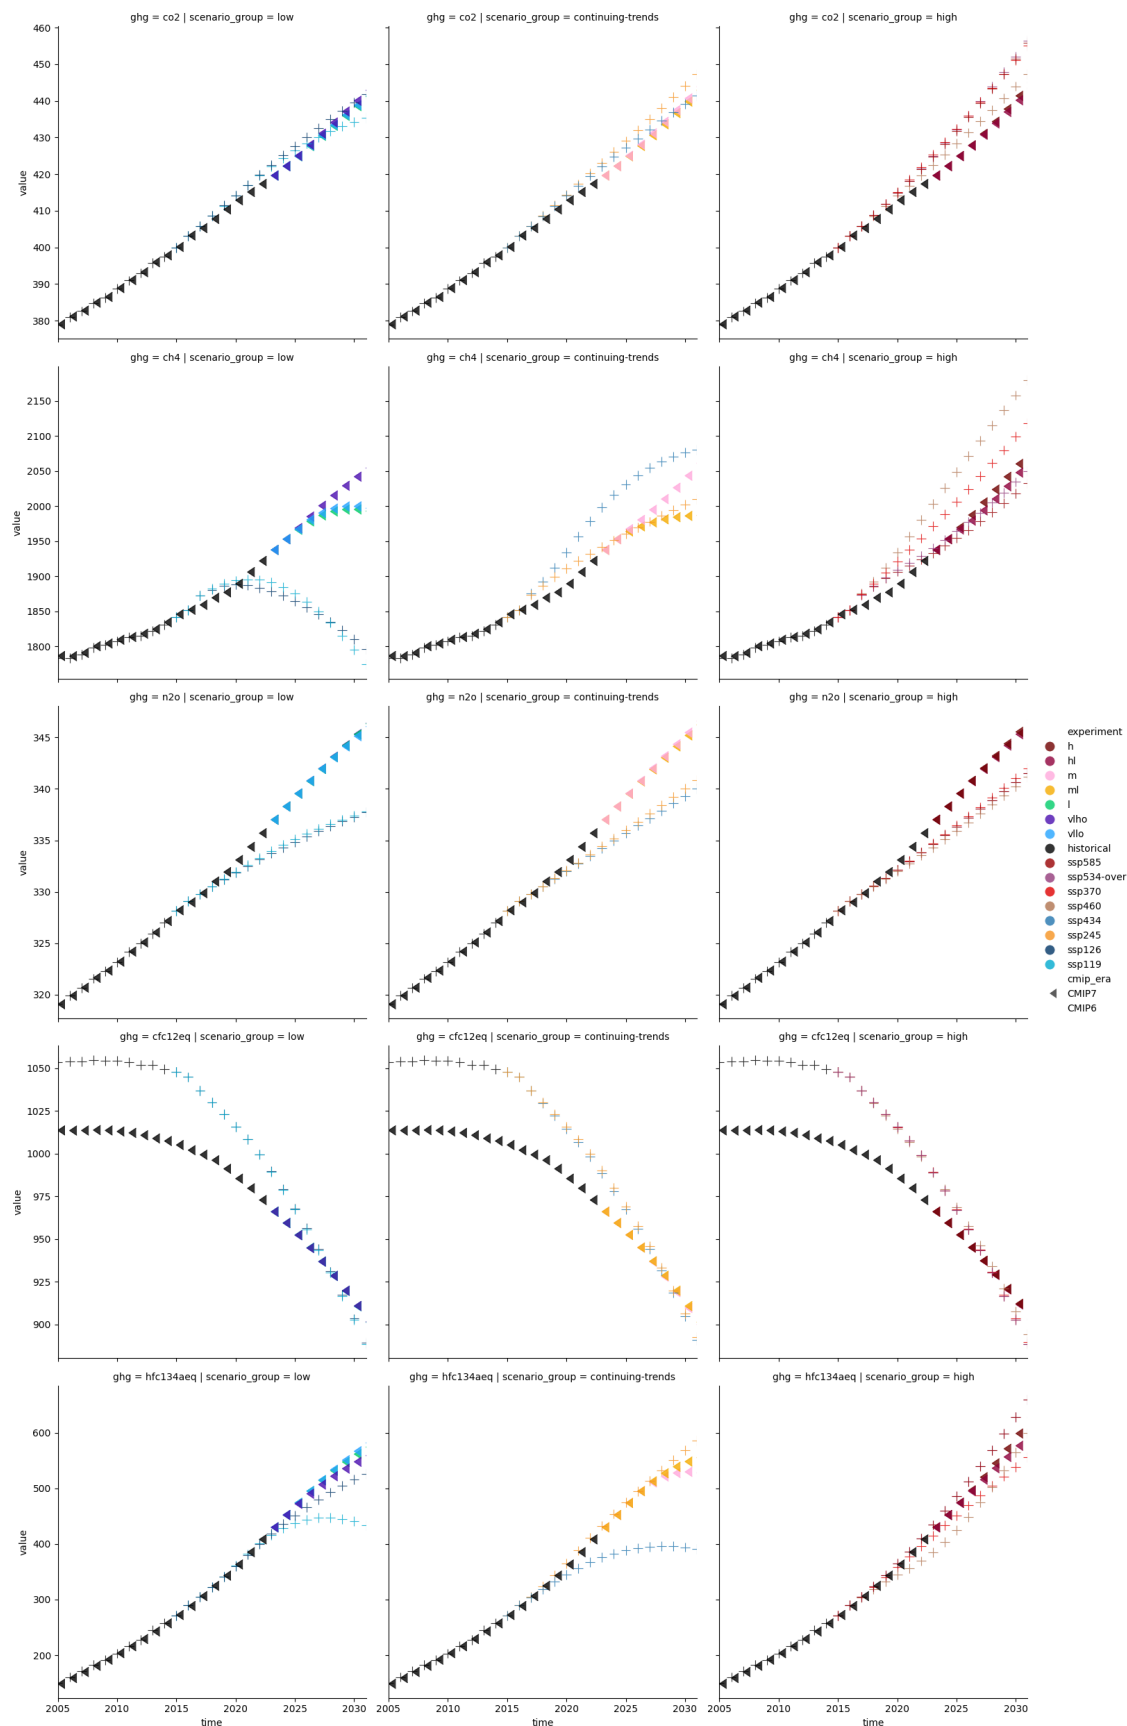 ghg = co2 | scenario_group = low
ghg = co2 | scenario_group = continuing-trends
ghg = co2 | scenario_group = high
460
450
440
430
420
410
400
390
380
value
ghg = ch4 | scenario_group = low
ghg = ch4 | scenario_group = continuing-trends
ghg = ch4 | scenario_group = high
2150
2100
2050
2000
1950
1900
1850
1800
value
ghg = n2o | scenario_group = low
ghg = n2o | scenario_group = continuing-trends
ghg = n2o | scenario_group = high
345
340
335
330
325
320
value
experiment
h
hl
m
ml
l
vlho
vllo
historical
ssp585
ssp534-over
ssp370
ssp460
ssp434
ssp245
ssp126
ssp119
cmip_era
CMIP7
CMIP6
ghg = cfc12eq | scenario_group = low
ghg = cfc12eq | scenario_group = continuing-trends
ghg = cfc12eq | scenario_group = high
1050
1025
1000
975
950
925
900
value
ghg = hfc134aeq | scenario_group = low
ghg = hfc134aeq | scenario_group = continuing-trends
ghg = hfc134aeq | scenario_group = high
600
500
400
300
200
value
2005 2010 2015 2020 2025 2030
2005 2010 2015 2020 2025 2030
2005 2010 2015 2020 2025 2030
time
time
time